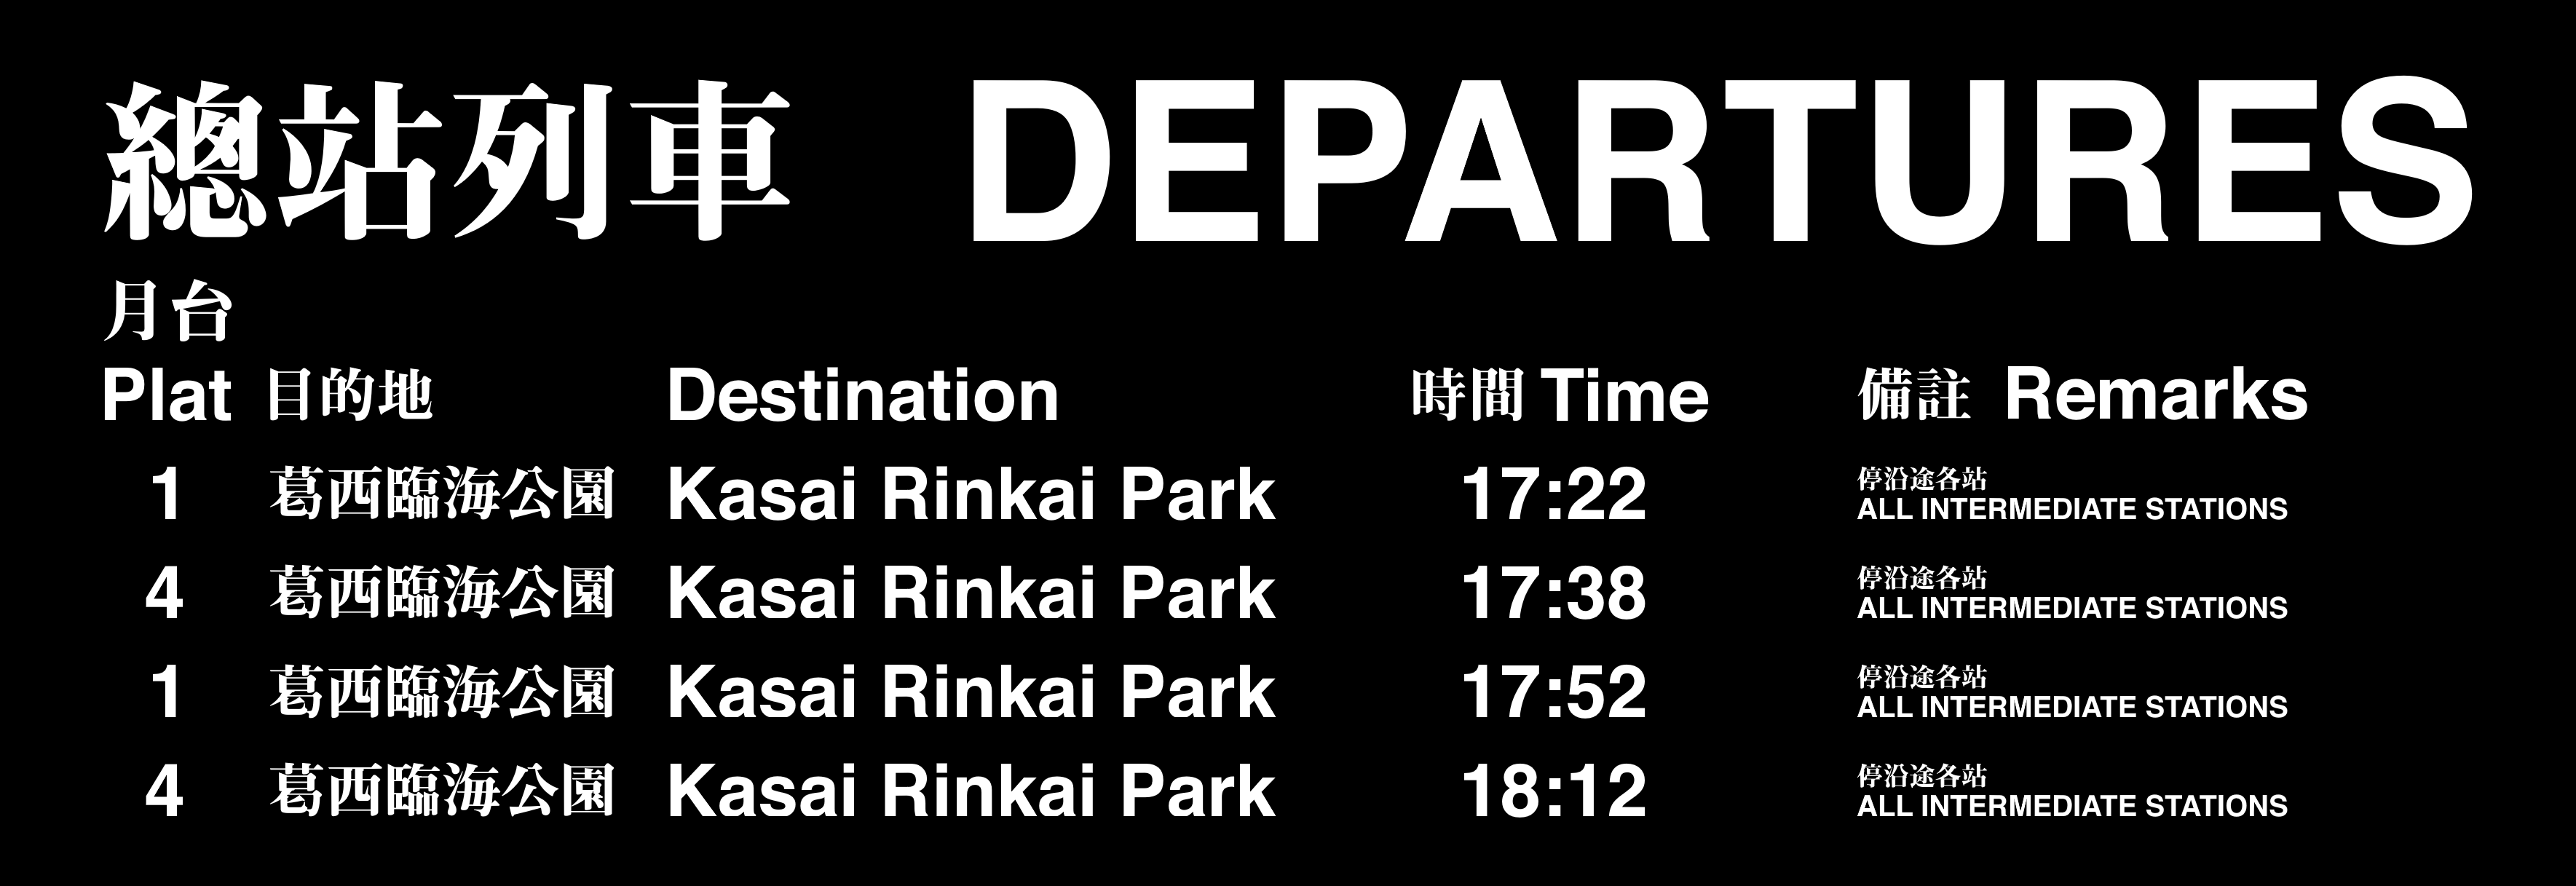 總站列車 DEPARTURES
月台
Plat 目的地 Destination 時間 Time 備註 Remarks
1 葛西臨海公園 Kasai Rinkai Park 17:22 停沿途各站
ALL INTERMEDIATE STATIONS
4 葛西臨海公園 Kasai Rinkai Park 17:38 停沿途各站
ALL INTERMEDIATE STATIONS
1 葛西臨海公園 Kasai Rinkai Park 17:52 停沿途各站
ALL INTERMEDIATE STATIONS
4 葛西臨海公園 Kasai Rinkai Park 18:12 停沿途各站
ALL INTERMEDIATE STATIONS